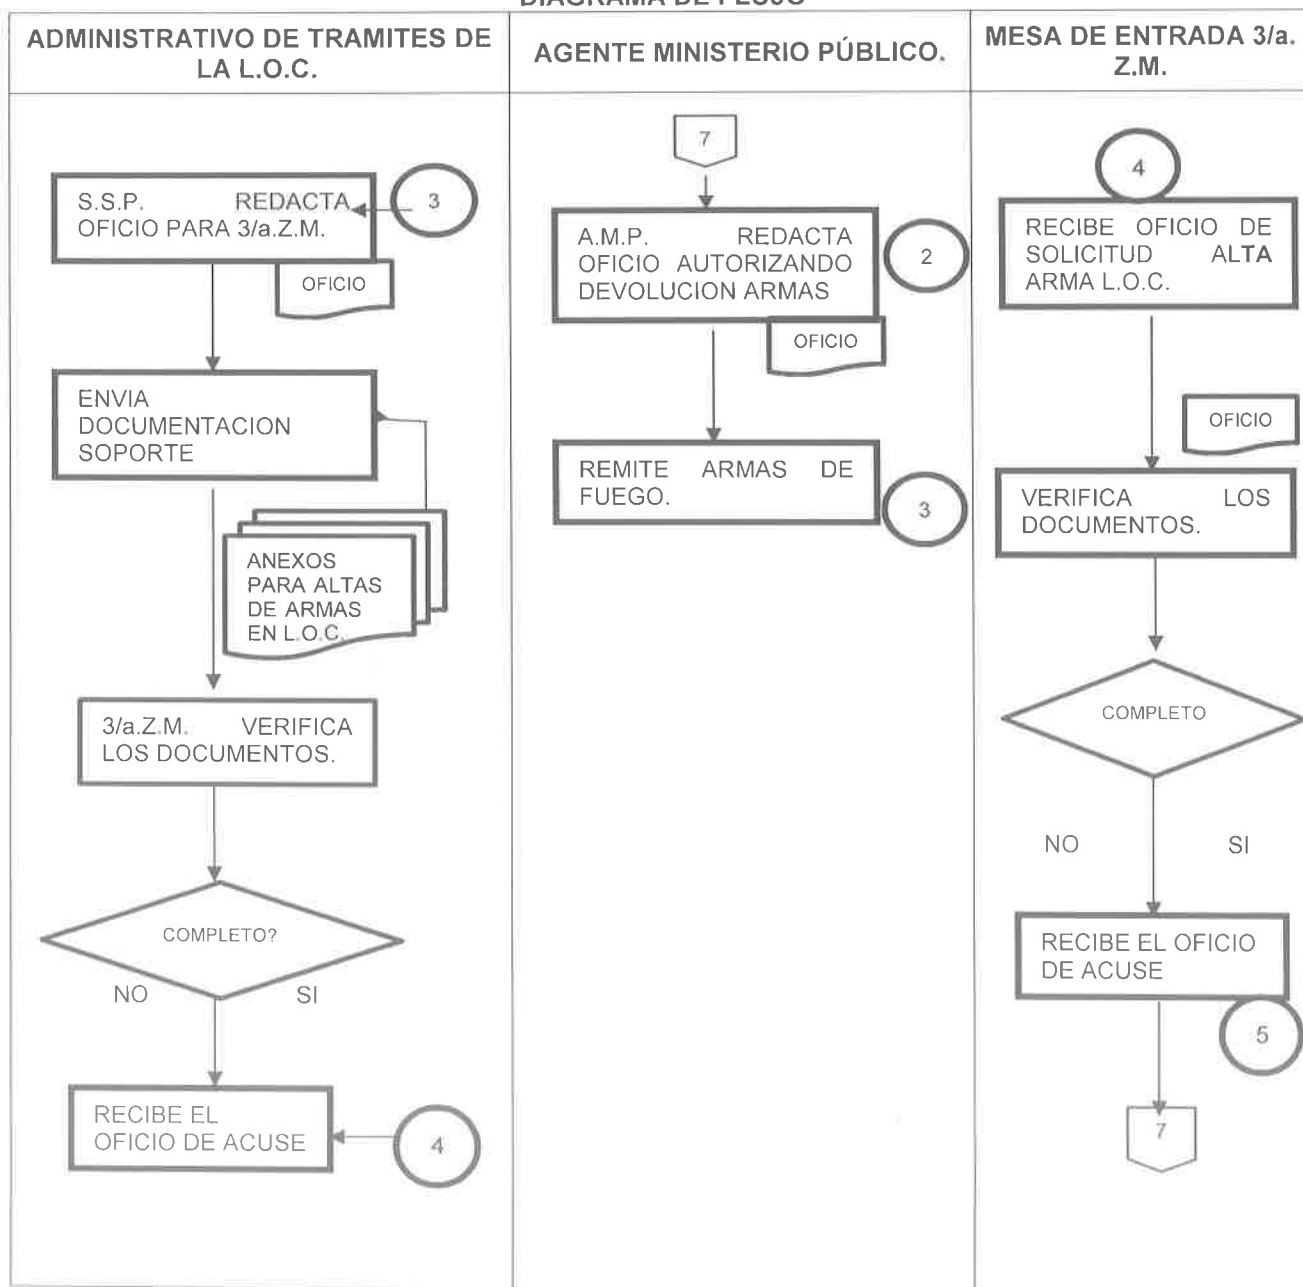 ADMINISTRATIVO DE TRAMITES DE
LA L.O.C.
3
S.S.P. REDACTA
OFICIO PARA 3/a.Z.M.
OFICIO
ENVIA
DOCUMENTACION
SOPORTE
ANEXOS
PARA ALTAS
DE ARMAS
EN L.O.C.
3/a.Z.M. VERIFICA
LOS DOCUMENTOS.
COMPLETO?
NO SI
RECIBE EL
OFICIO DE ACUSE
4
AGENTE MINISTERIO PÚBLICO.
7
A.M.P. REDACTA
OFICIO AUTORIZANDO
DEVOLUCION ARMAS
2
OFICIO
REMITE ARMAS DE
FUEGO.
3
MESA DE ENTRADA 3/a.
Z.M.
4
RECIBE OFICIO DE
SOLICITUD ALTA
ARMA L.O.C.
OFICIO
VERIFICA LOS
DOCUMENTOS.
COMPLETO
NO SI
RECIBE EL OFICIO
DE ACUSE
5
7